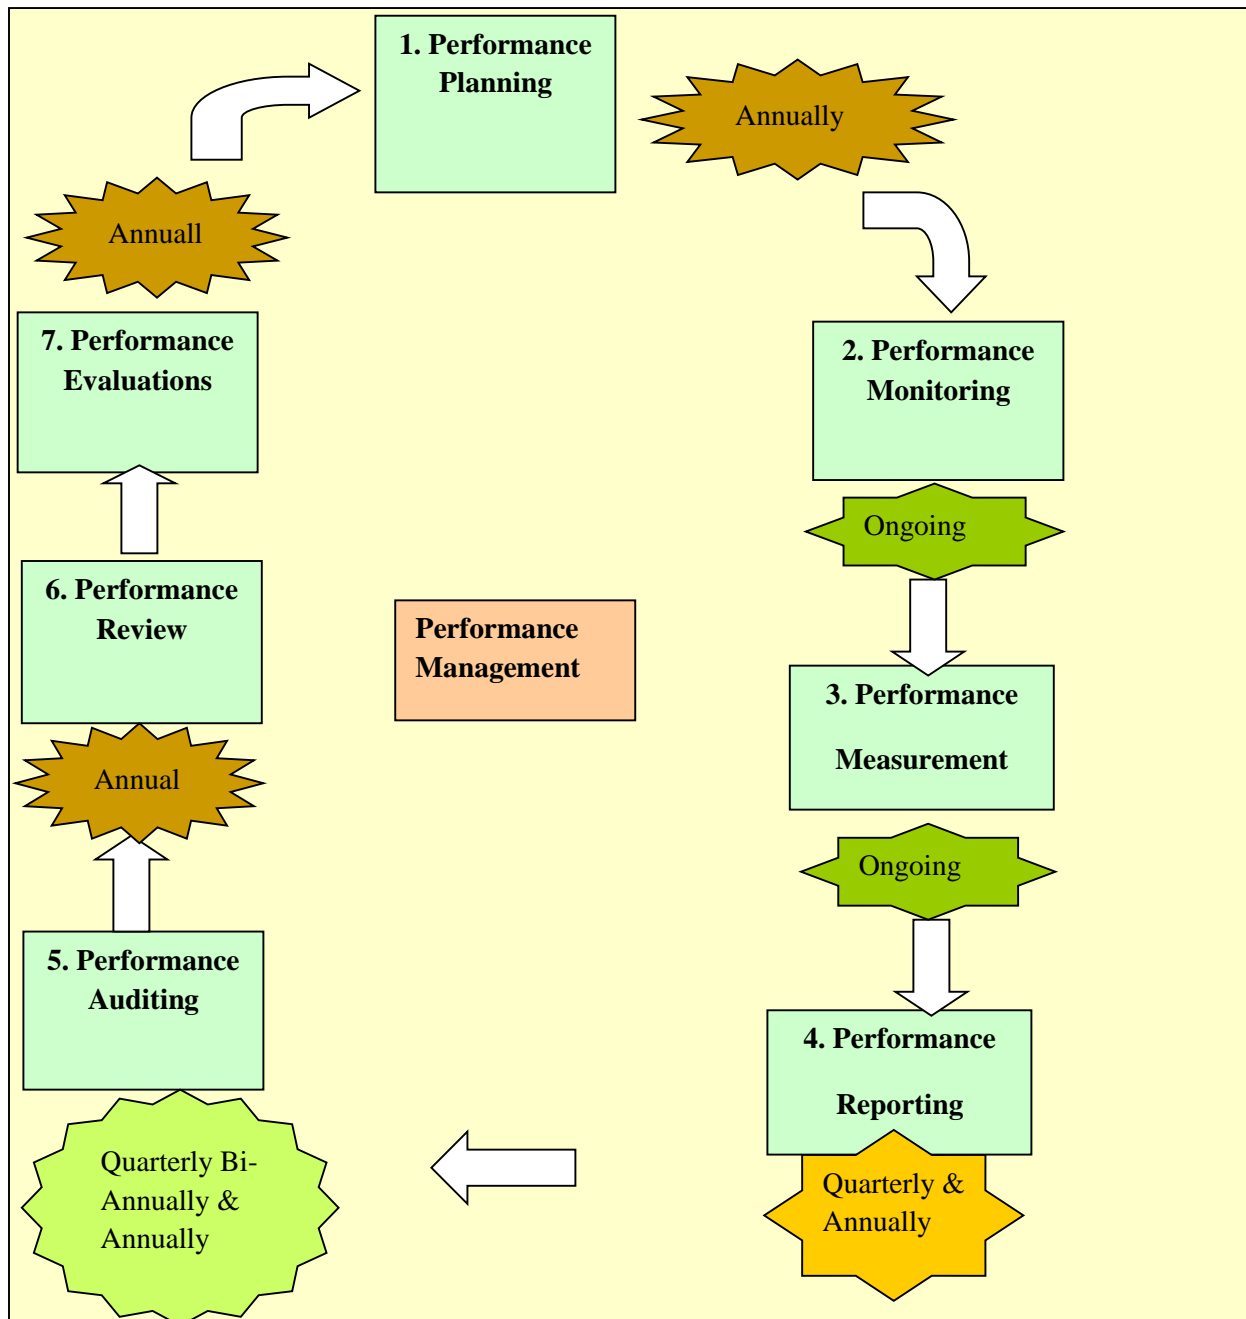 1. Performance
Planning
Annually
2. Performance
Monitoring
Ongoing
3. Performance
Measurement
Ongoing
4. Performance
Reporting
Quarterly &
Annually
Quarterly Bi-
Annually &
Annually
5. Performance
Auditing
Annual
6. Performance
Review
7. Performance
Evaluations
Annuall
Performance
Management